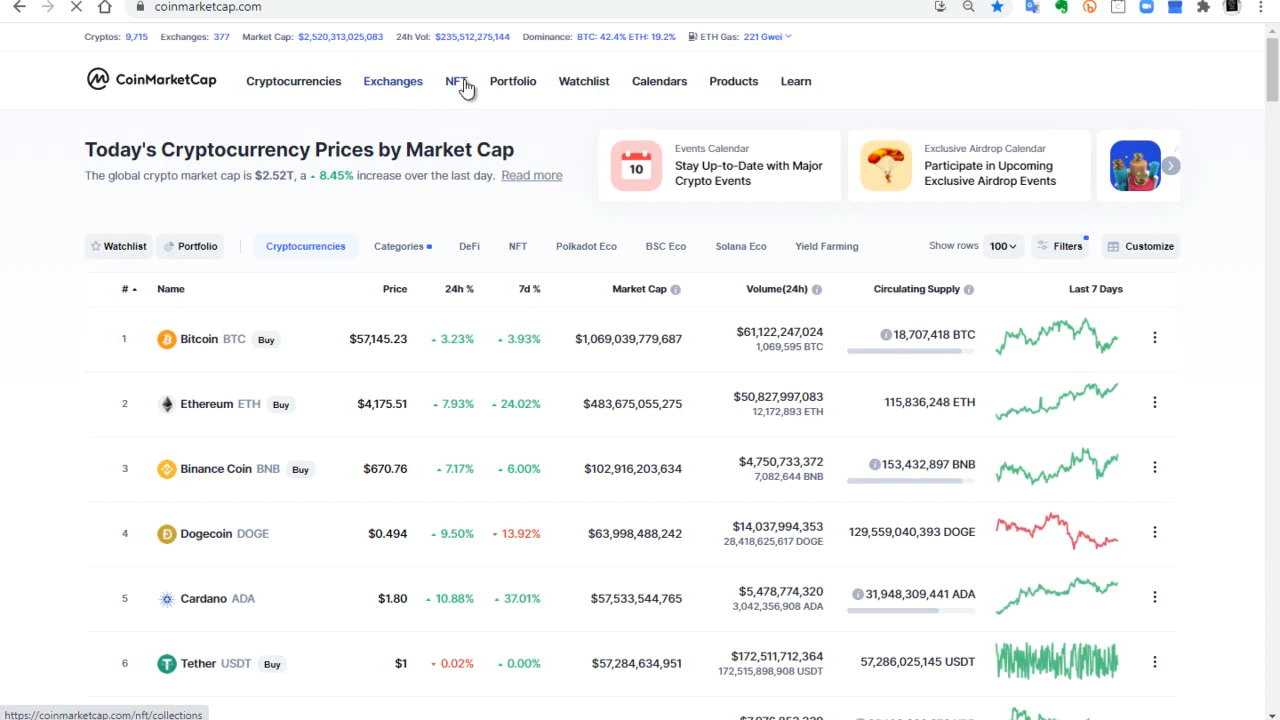 coinmarketcap.com
Cryptos: 9,715 Exchanges: 377 Market Cap: $2,520,313,025,083 24h Vol: $235,512,275,144 Dominance: BTC: 42.4% ETH: 19.2% ETH Gas: 221 Gwei
CoinMarketCap Cryptocurrencies Exchanges NFT Portfolio Watchlist Calendars Products Learn
Today's Cryptocurrency Prices by Market Cap
The global crypto market cap is $2.52T, a 8.45% increase over the last day. Read more
10
Events Calendar
Stay Up-To-Date with Major
Crypto Events
Exclusive Airdrop Calendar
Participate in Upcoming
Exclusive Airdrop Events
Watchlist Portfolio Cryptocurrencies Categories DeFi NFT Polkadot Eco BSC Eco Solana Eco Yield Farming Show rows 100 Filters Customize
# Name Price 24h % 7d % Market Cap Volume(24h) Circulating Supply Last 7 Days
1 Bitcoin BTC Buy $57,145.23 3.23% 3.93% $1,069,039,779,687 $61,122,247,024 18,707,418 BTC
1,069,595 BTC
2 Ethereum ETH Buy $4,175.51 7.93% 24.02% $483,675,055,275 $50,827,997,083 115,836,248 ETH
12,172,893 ETH
3 Binance Coin BNB Buy $670.76 7.17% 6.00% $102,916,203,634 $4,750,733,372 153,432,897 BNB
7,082,644 BNB
4 Dogecoin DOGE $0.494 9.50% 13.92% $63,998,488,242 $14,037,994,353 129,559,040,393 DOGE
28,418,625,617 DOGE
5 Cardano ADA $1.80 10.88% 37.01% $57,533,544,765 $5,478,774,320 31,948,309,441 ADA
3,042,356,908 ADA
6 Tether USDT Buy $1 0.02% 0.00% $57,284,634,951 $172,511,712,364 57,286,025,145 USDT
172,515,898,908 USDT
https://coinmarketcap.com/nft/collections